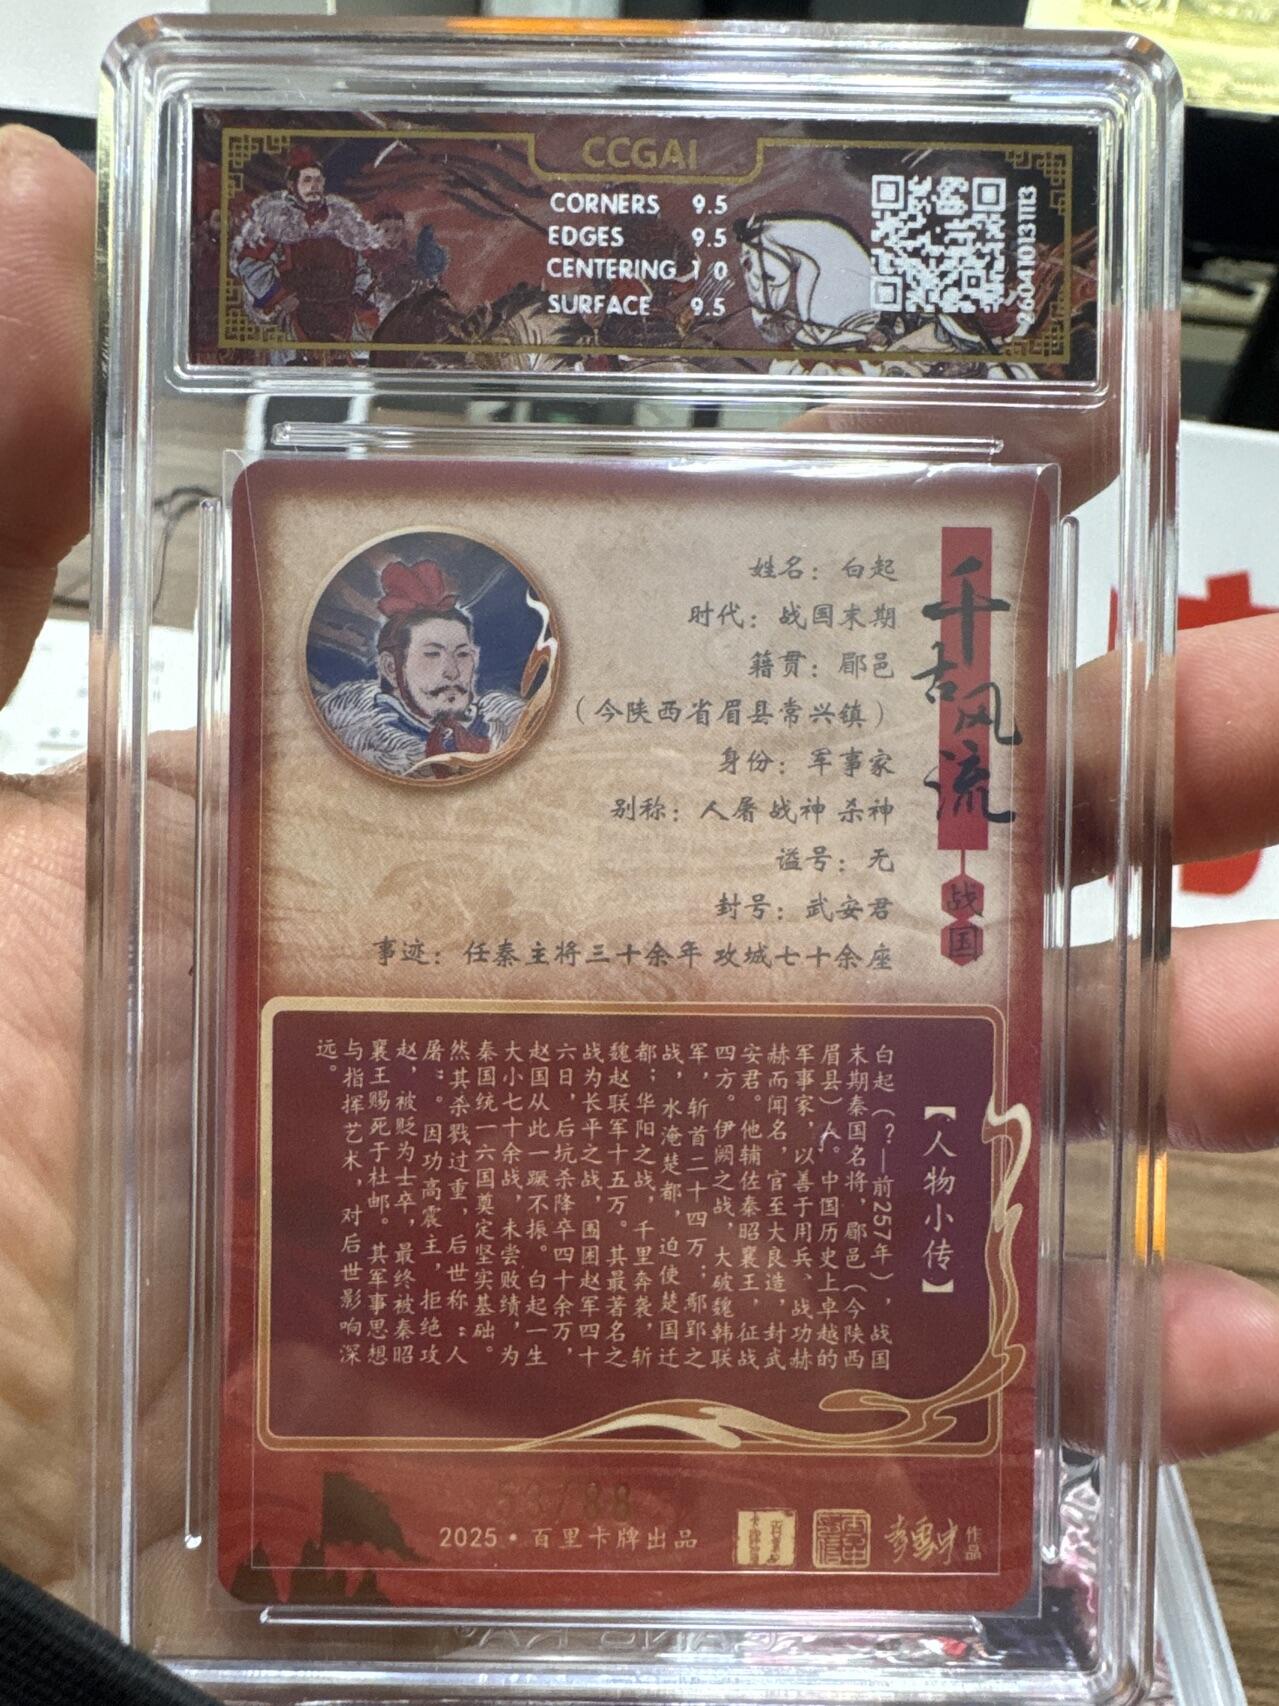 CCGAI
CORNERS 9.5
EDGES 9.5
CENTERING 10
SURFACE 9.5
千古风流
战国
姓名：白起
时代：战国末期
籍贯：郿邑
（今陕西省眉县常兴镇）
身份：军事家
别称：人屠 战神 杀神
谥号：无
封号：武安君
事迹：任秦主将三十余年 攻城七十余座
【人物小传】
白起（？—前257年），战国
末期秦国名将，郿邑（今陕西
眉县）人。中国历史上卓越的
军事家，以善于用兵、战功赫
赫而闻名，官至大良造，封武
安君。他辅佐秦昭襄王，征战
四方。伊阙之战，大破魏韩联
军，斩首二十四万；鄢郢之
战，水淹楚都，迫使楚国迁
都；华阳之战，千里奔袭，斩
魏赵联军十五万。其最著名之
战为长平之战，围困赵军四十
六日，后坑杀降卒四十余万，
赵国从此一蹶不振。白起一生
大小七十余战，未尝败绩，为
秦国统一六国奠定坚实基础。
然其杀戮过重，后世称：人
屠：。因功高震主，拒绝攻
赵，被贬为士卒，最终被秦昭
襄王赐死于杜邮。其军事思想
与指挥艺术，对后世影响深
远。
53/88
2025·百里卡牌出品
作品